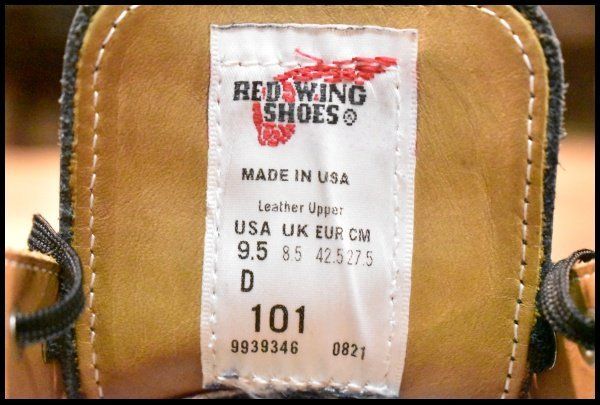 RED WING
SHOES®
MADE IN USA
Leather Upper
USA UK EUR CM
9.5 8.5 42.5 27.5
D
101
9939346 0821